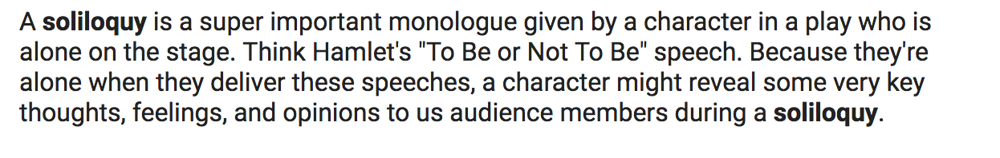 A soliloquy is a super important monologue given by a character in a play who is
alone on the stage. Think Hamlet's "To Be or Not To Be" speech. Because they're
alone when they deliver these speeches, a character might reveal some very key
thoughts, feelings, and opinions to us audience members during a soliloquy.